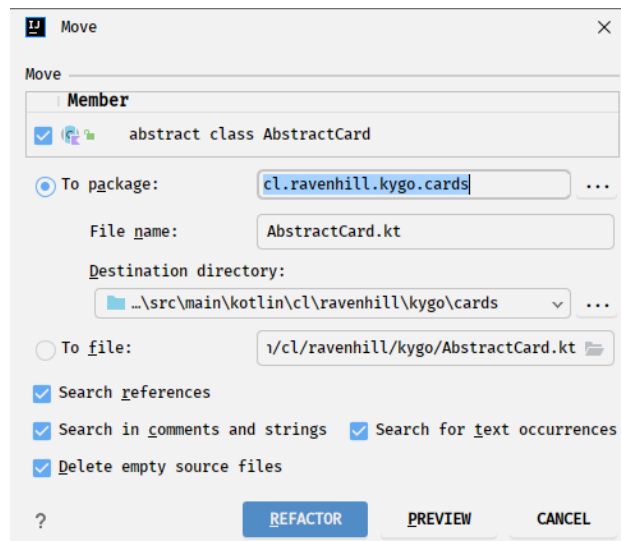 Move
Move
Member
abstract class AbstractCard
To package: cl.ravenhill.kygo.cards ...
File name: AbstractCard.kt
Destination directory:
…\src\main\kotlin\cl\ravenhill\kygo\cards ...
To file: /cl/ravenhill/kygo/AbstractCard.kt
Search references
Search in comments and strings Search for text occurrences
Delete empty source files
? REFACTOR PREVIEW CANCEL